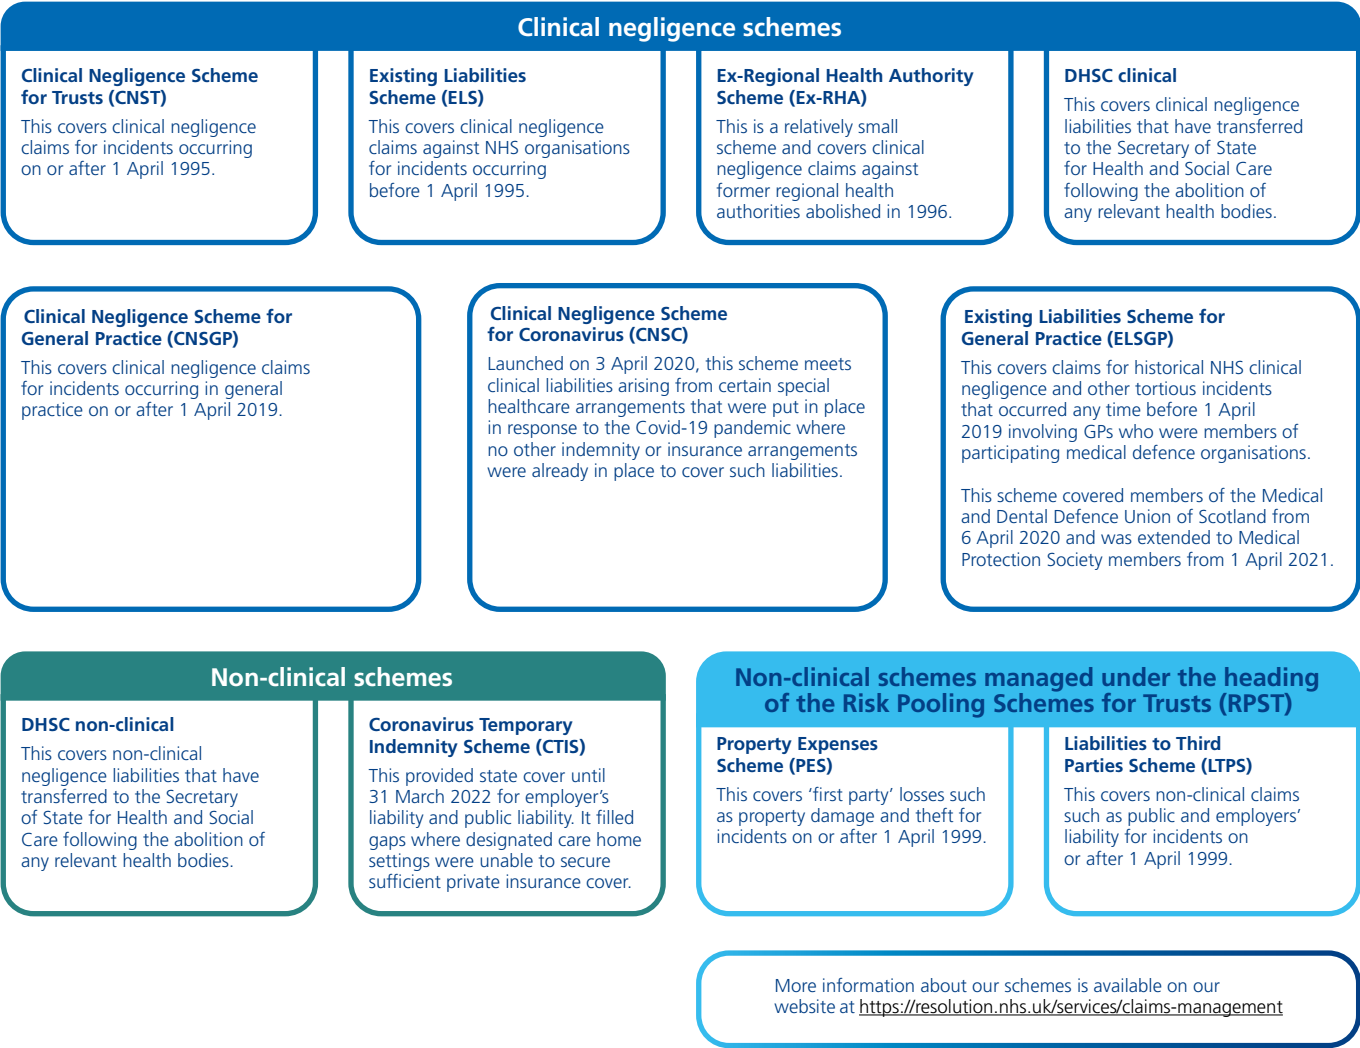 Clinical negligence schemes
Clinical Negligence Scheme
for Trusts (CNST)
This covers clinical negligence
claims for incidents occurring
on or after 1 April 1995.
Existing Liabilities
Scheme (ELS)
This covers clinical negligence
claims against NHS organisations
for incidents occurring
before 1 April 1995.
Ex-Regional Health Authority
Scheme (Ex-RHA)
This is a relatively small
scheme and covers clinical
negligence claims against
former regional health
authorities abolished in 1996.
DHSC clinical
This covers clinical negligence
liabilities that have transferred
to the Secretary of State
for Health and Social Care
following the abolition of
any relevant health bodies.
Clinical Negligence Scheme for
General Practice (CNSGP)
This covers clinical negligence claims
for incidents occurring in general
practice on or after 1 April 2019.
Clinical Negligence Scheme
for Coronavirus (CNSC)
Launched on 3 April 2020, this scheme meets
clinical liabilities arising from certain special
healthcare arrangements that were put in place
in response to the Covid-19 pandemic where
no other indemnity or insurance arrangements
were already in place to cover such liabilities.
Existing Liabilities Scheme for
General Practice (ELSGP)
This covers claims for historical NHS clinical
negligence and other tortious incidents
that occurred any time before 1 April
2019 involving GPs who were members of
participating medical defence organisations.
This scheme covered members of the Medical
and Dental Defence Union of Scotland from
6 April 2020 and was extended to Medical
Protection Society members from 1 April 2021.
Non-clinical schemes
DHSC non-clinical
This covers non-clinical
negligence liabilities that have
transferred to the Secretary
of State for Health and Social
Care following the abolition of
any relevant health bodies.
Coronavirus Temporary
Indemnity Scheme (CTIS)
This provided state cover until
31 March 2022 for employer’s
liability and public liability. It filled
gaps where designated care home
settings were unable to secure
sufficient private insurance cover.
Non-clinical schemes managed under the heading
of the Risk Pooling Schemes for Trusts (RPST)
Property Expenses
Scheme (PES)
This covers ‘first party’ losses such
as property damage and theft for
incidents on or after 1 April 1999.
Liabilities to Third
Parties Scheme (LTPS)
This covers non-clinical claims
such as public and employers’
liability for incidents on
or after 1 April 1999.
More information about our schemes is available on our
website at https://resolution.nhs.uk/services/claims-management